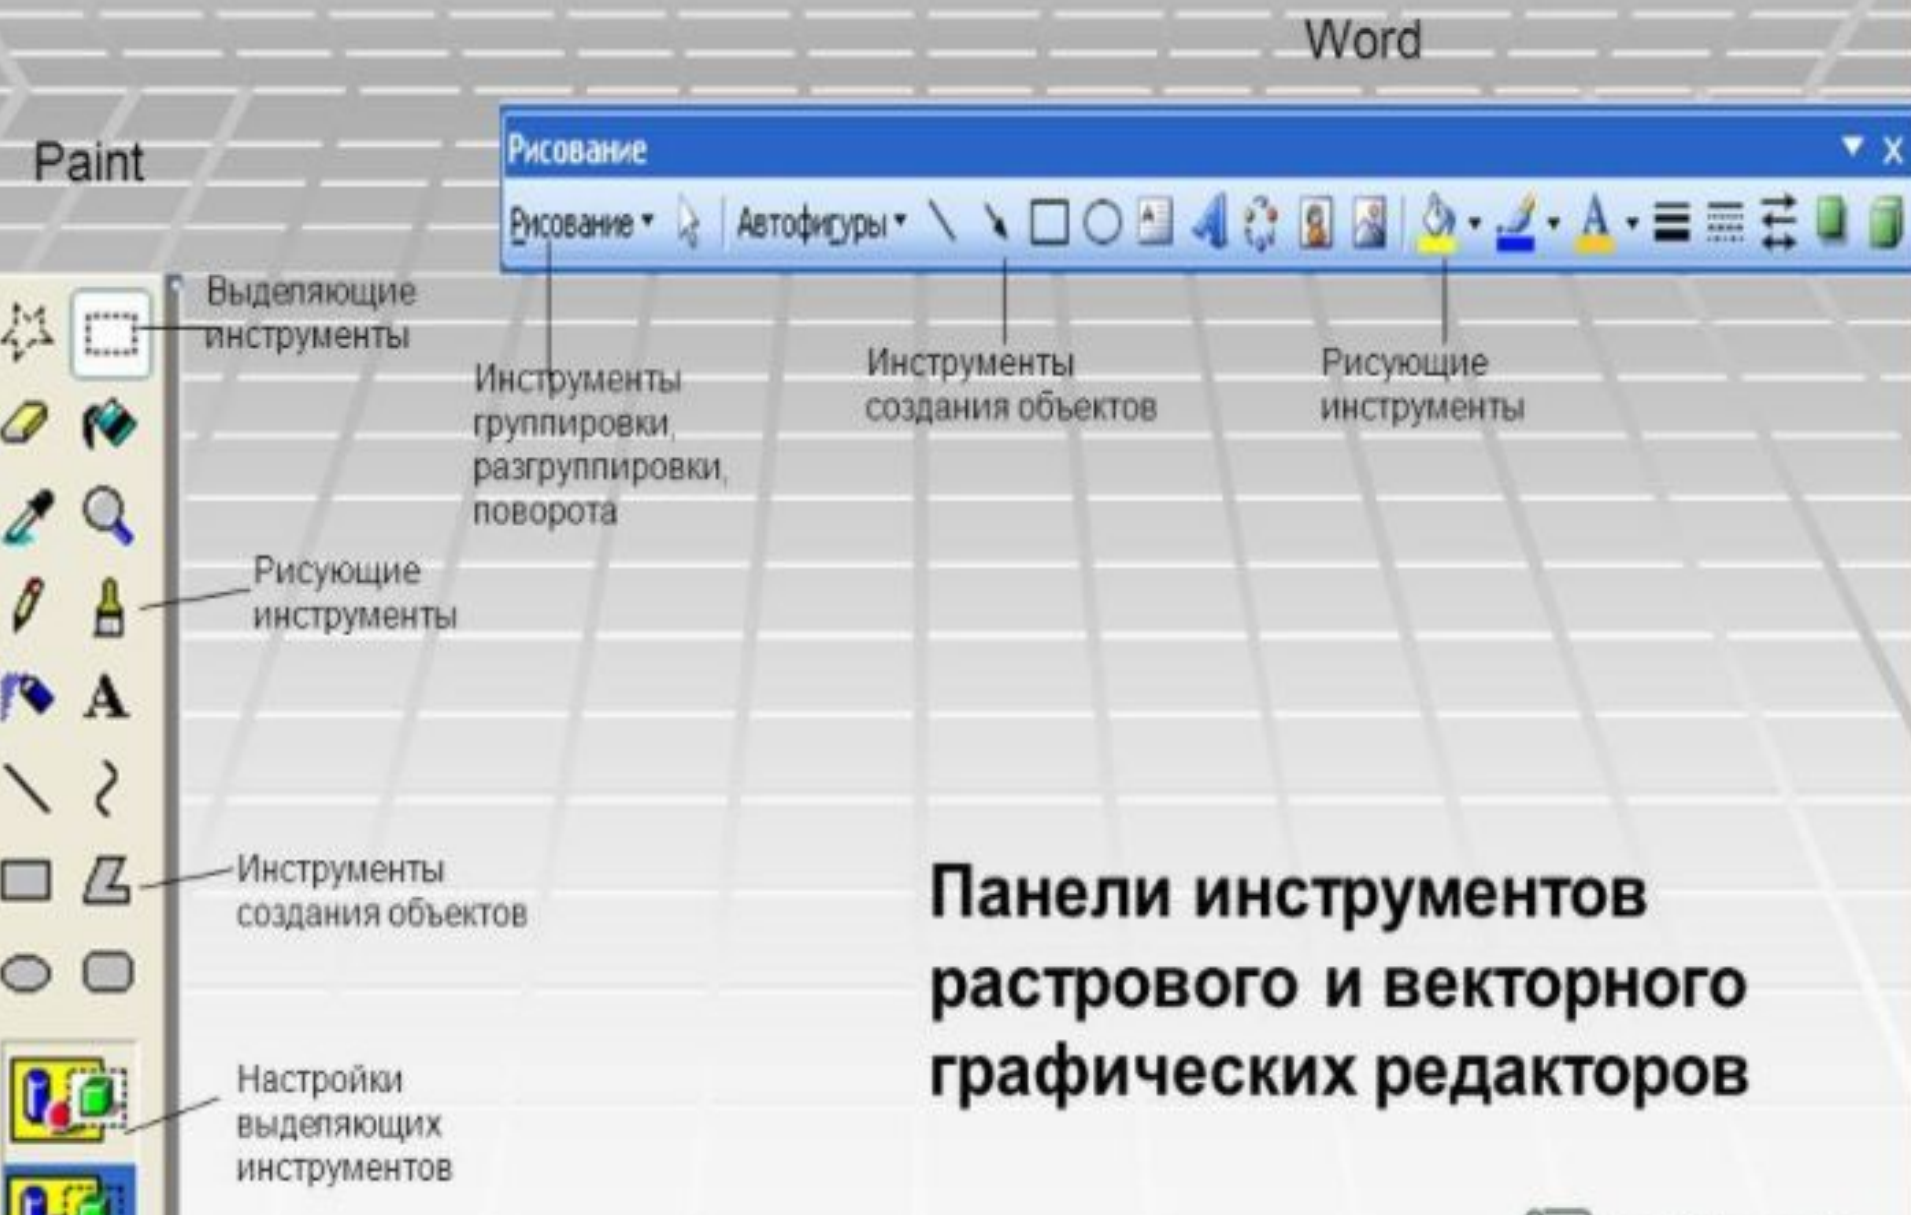 Word
Paint
Рисование
Рисование
Автофигуры
Выделяющие
инструменты
Инструменты
группировки,
разгруппировки,
поворота
Инструменты
создания объектов
Рисующие
инструменты
Рисующие
инструменты
Инструменты
создания объектов
Настройки
выделяющих
инструментов
Панели инструментов
растрового и векторного
графических редакторов